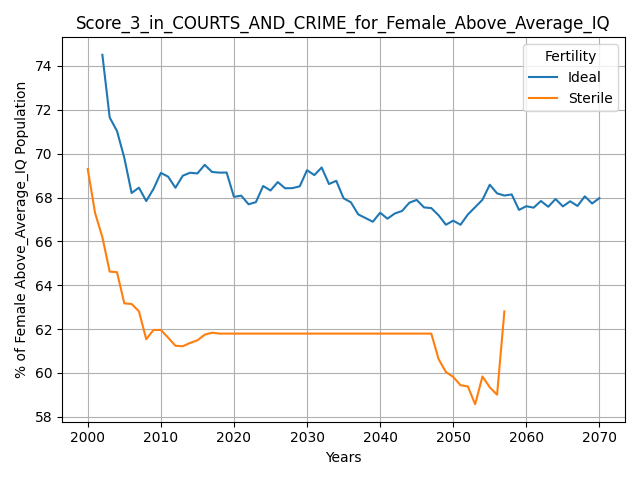 Score_3_in_COURTS_AND_CRIME_for_Female_Above_Average_IQ
% of Female Above_Average_IQ Population
74
72
70
68
66
64
62
60
58
Fertility
Ideal
Sterile
2000 2010 2020 2030 2040 2050 2060 2070
Years